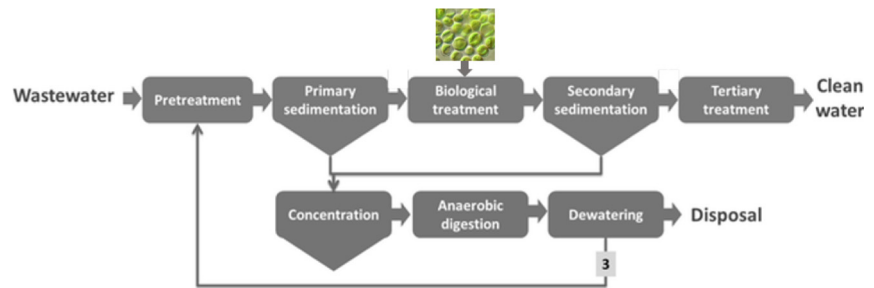 Wastewater
Pretreatment
Primary
sedimentation
Biological
treatment
Secondary
sedimentation
Tertiary
treatment
Clean
water
Concentration
Anaerobic
digestion
Dewatering
Disposal
3